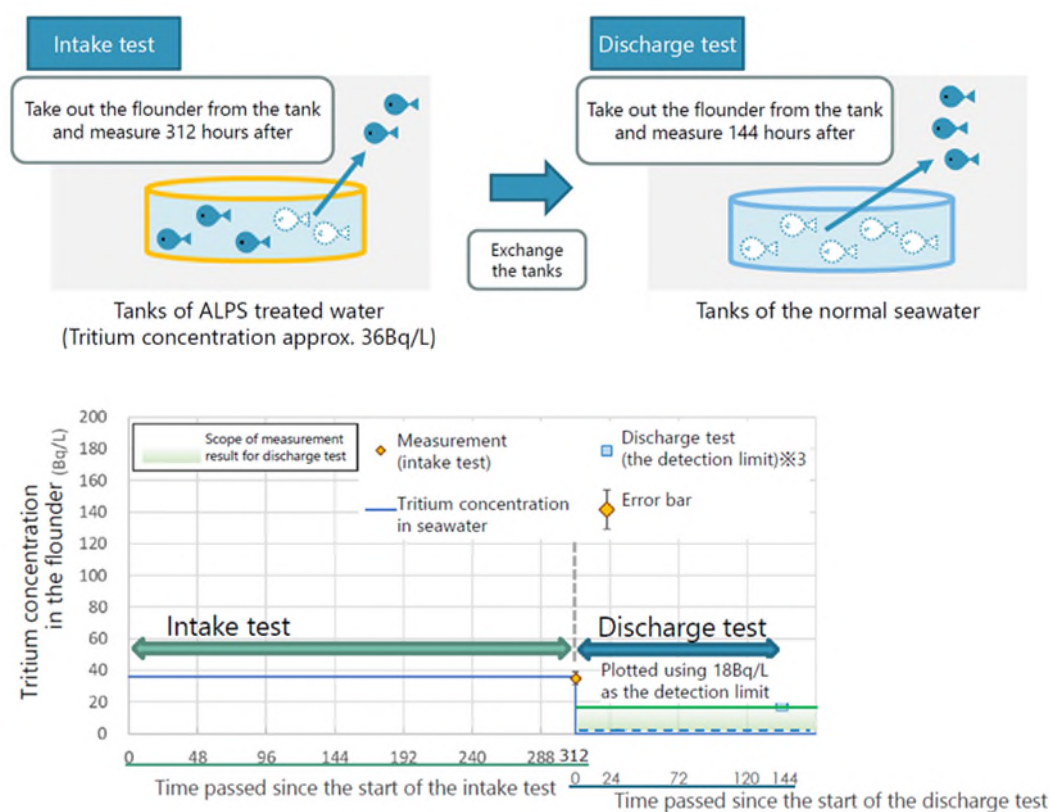 Intake test
Take out the flounder from the tank
and measure 312 hours after
Exchange
the tanks
Tanks of ALPS treated water
(Tritium concentration approx. 36Bq/L)
Discharge test
Take out the flounder from the tank
and measure 144 hours after
Tanks of the normal seawater
Tritium concentration
in the flounder (Bq/L)
200
180
160
140
120
100
80
60
40
20
0
Scope of measurement
result for discharge test
Measurement
(intake test)
Discharge test
(the detection limit)※3
Tritium concentration
in seawater
Error bar
Intake test
Discharge test
Plotted using 18Bq/L
as the detection limit
0 48 96 144 192 240 288 312
0 24 72 120 144
Time passed since the start of the intake test
Time passed since the start of the discharge test